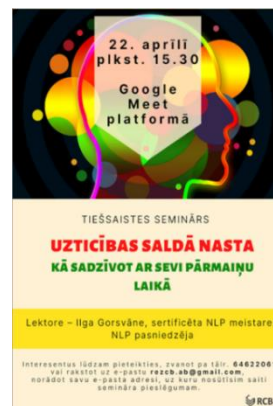 22. aprīlī
plkst. 15.30
Google
Meet
platformā
TIEŠSAISTES SEMINĀRS
UZTICĪBAS SALDĀ NASTA
KĀ SADZĪVOT AR SEVI PĀRMAIŅU
LAIKĀ
Lektore – Ilga Gorsvāne, sertificēta NLP meistare,
NLP pasniedzēja
Interesentus lūdzam pieteikties, zvanot pa tālr. 64622061
vai rakstot uz e-pastu rezcb.ab@gmail.com,
norādot savu e-pasta adresi, uz kuru nosūtīsim saiti
semināra pieslēgumam.
RCB